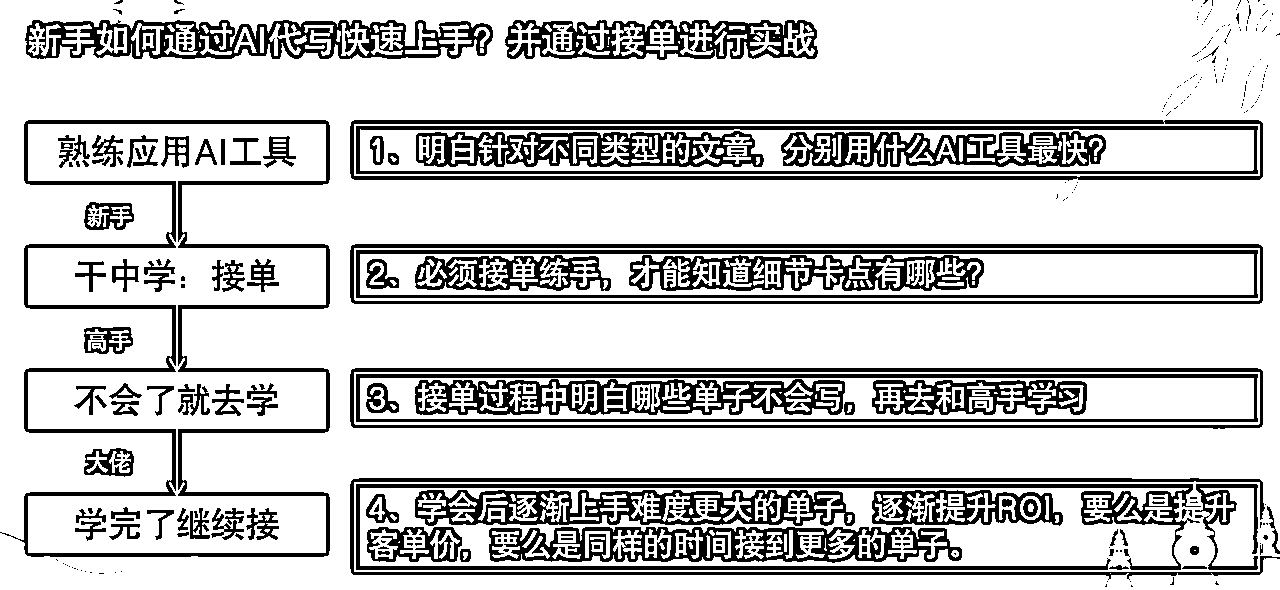 新手如何通过AI代写快速上手？并通过接单进行实战
熟练应用AI工具
1、明白针对不同类型的文章，分别用什么AI工具最快？
新手
干中学：接单
2、必须接单练手，才能知道细节卡点有哪些？
高手
不会了就去学
3、接单过程中明白哪些单子不会写，再去和高手学习
大佬
学完了继续接
4、学会后逐渐上手难度更大的单子，逐渐提升ROI，要么是提升
客单价，要么是同样的时间接到更多的单子。